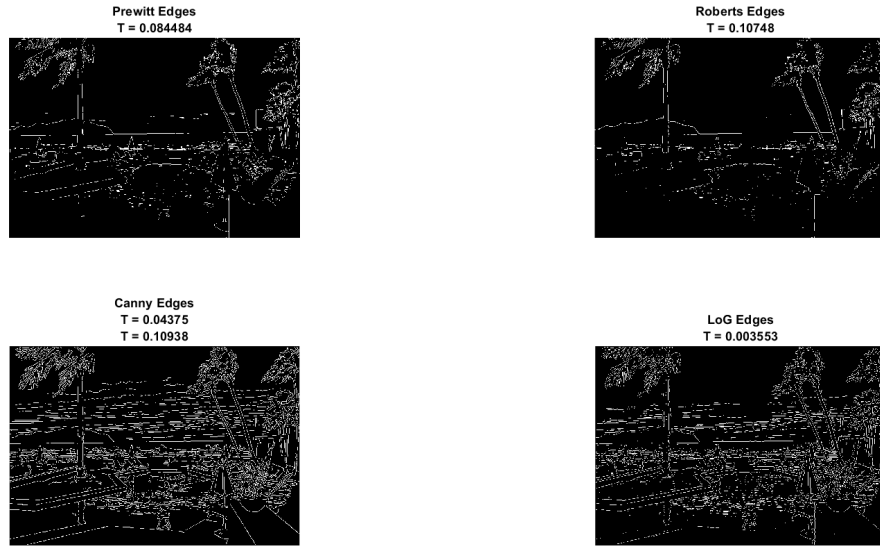 Prewitt Edges
T = 0.084484
Roberts Edges
T = 0.10748
Canny Edges
T = 0.04375
T = 0.10938
LoG Edges
T = 0.003553